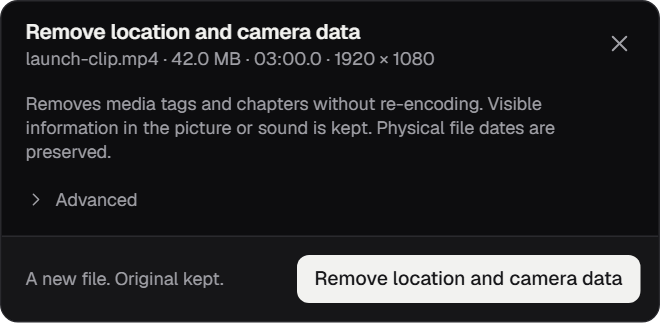 Remove location and camera data
launch-clip.mp4 · 42.0 MB · 03:00.0 · 1920 × 1080
Removes media tags and chapters without re-encoding. Visible
information in the picture or sound is kept. Physical file dates are
preserved.
Advanced
A new file. Original kept.
Remove location and camera data